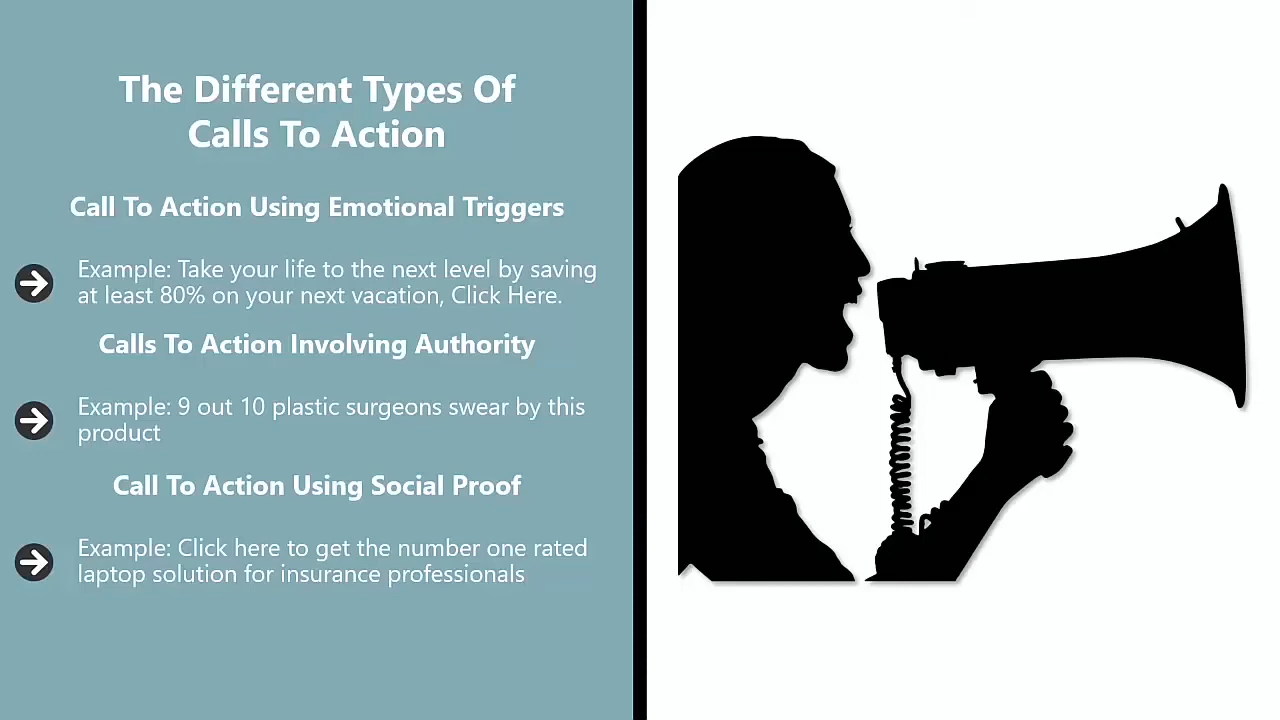 The Different Types Of
Calls To Action
Call To Action Using Emotional Triggers
Example: Take your life to the next level by saving
at least 80% on your next vacation, Click Here.
Calls To Action Involving Authority
Example: 9 out 10 plastic surgeons swear by this
product
Call To Action Using Social Proof
Example: Click here to get the number one rated
laptop solution for insurance professionals